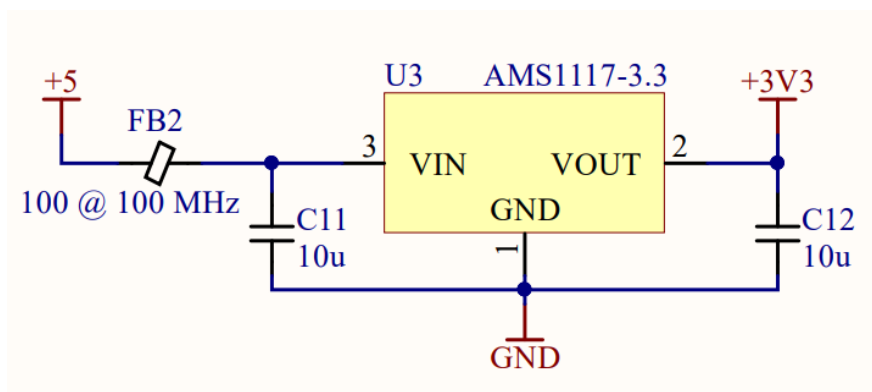 +5
FB2
100 @ 100 MHz
C11
10u
U3 AMS1117-3.3
3 VIN VOUT 2
GND
1
+3V3
C12
10u
GND